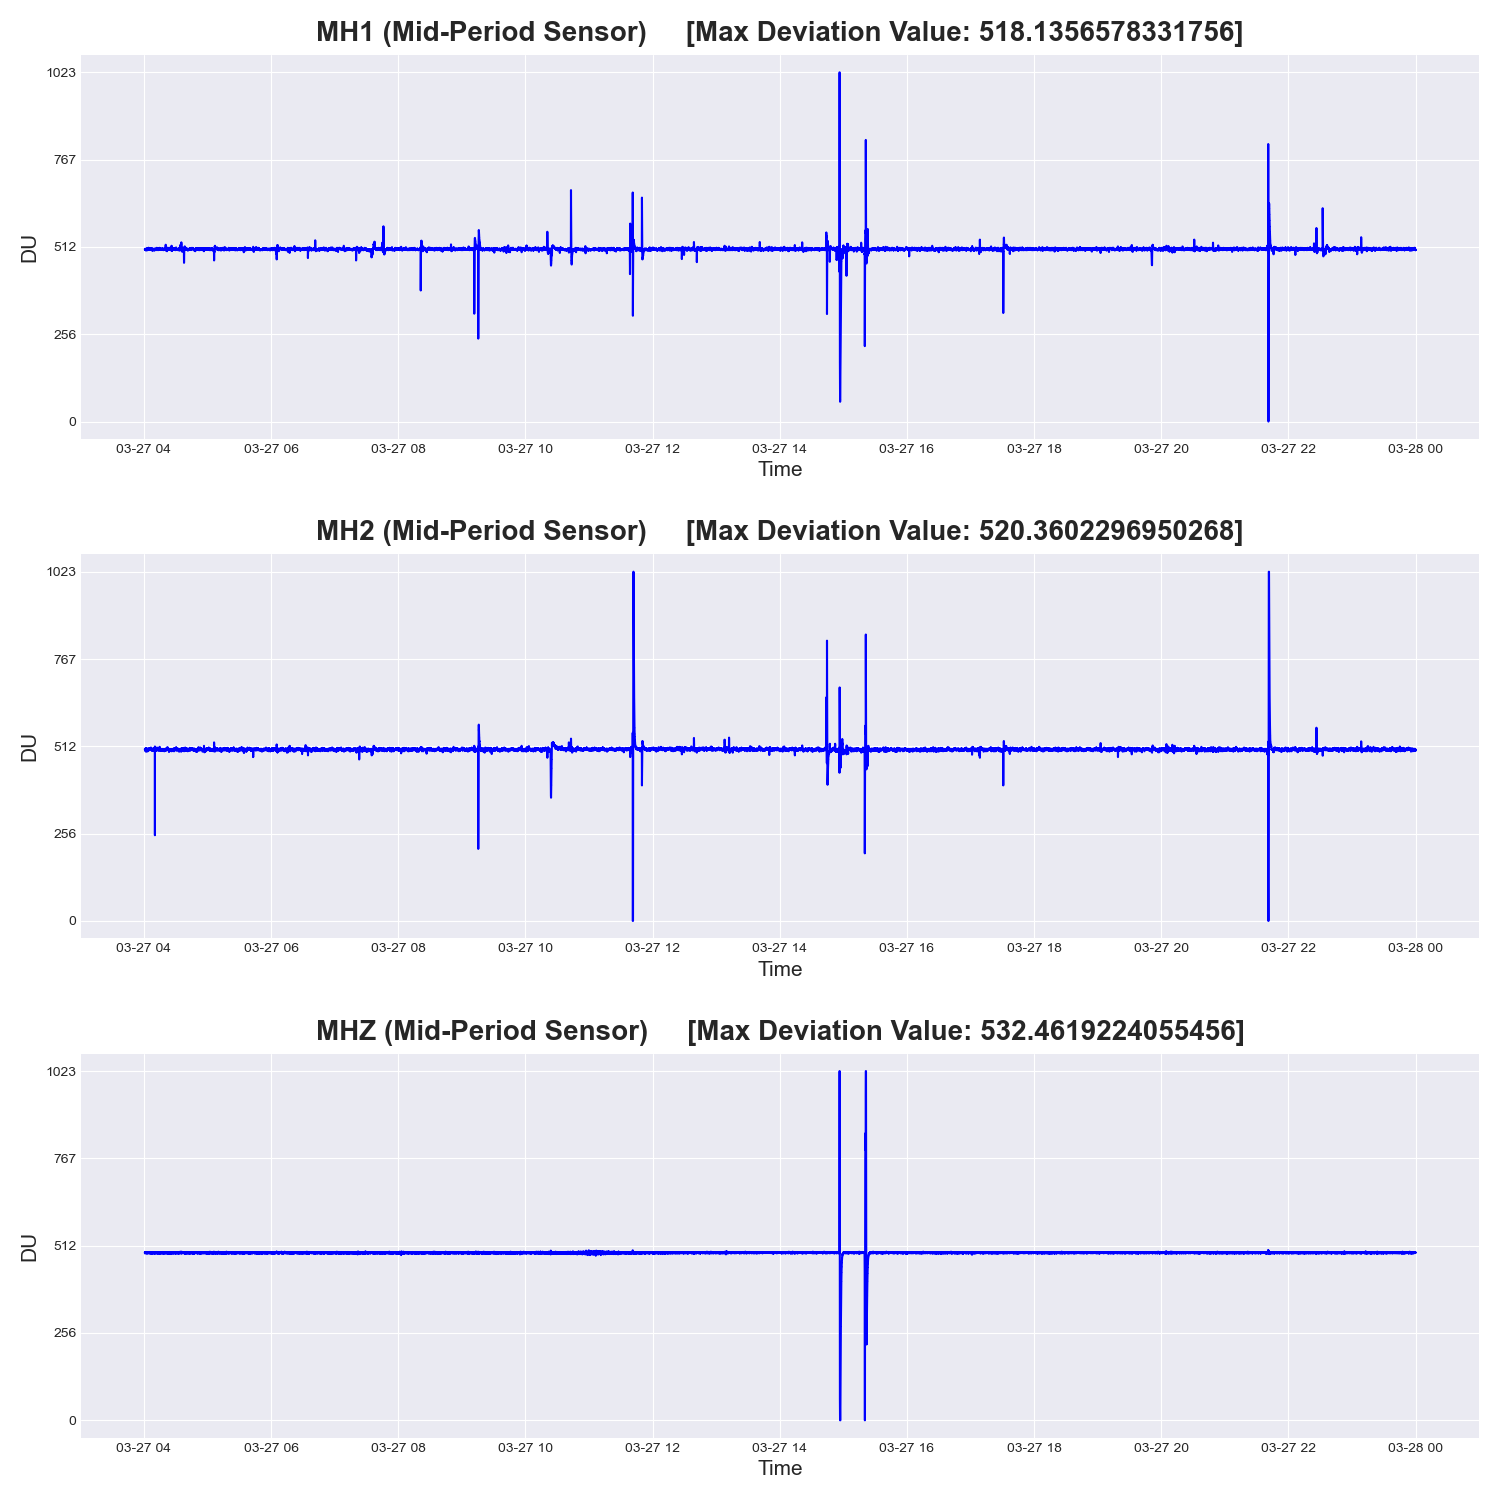 MH1 (Mid-Period Sensor)     [Max Deviation Value: 518.1356578331756]
1023
767
512
256
0
DU
03-27 04 03-27 06 03-27 08 03-27 10 03-27 12 03-27 14 03-27 16 03-27 18 03-27 20 03-27 22 03-28 00
Time
MH2 (Mid-Period Sensor)     [Max Deviation Value: 520.3602296950268]
1023
767
512
256
0
DU
03-27 04 03-27 06 03-27 08 03-27 10 03-27 12 03-27 14 03-27 16 03-27 18 03-27 20 03-27 22 03-28 00
Time
MHZ (Mid-Period Sensor)     [Max Deviation Value: 532.4619224055456]
1023
767
512
256
0
DU
03-27 04 03-27 06 03-27 08 03-27 10 03-27 12 03-27 14 03-27 16 03-27 18 03-27 20 03-27 22 03-28 00
Time